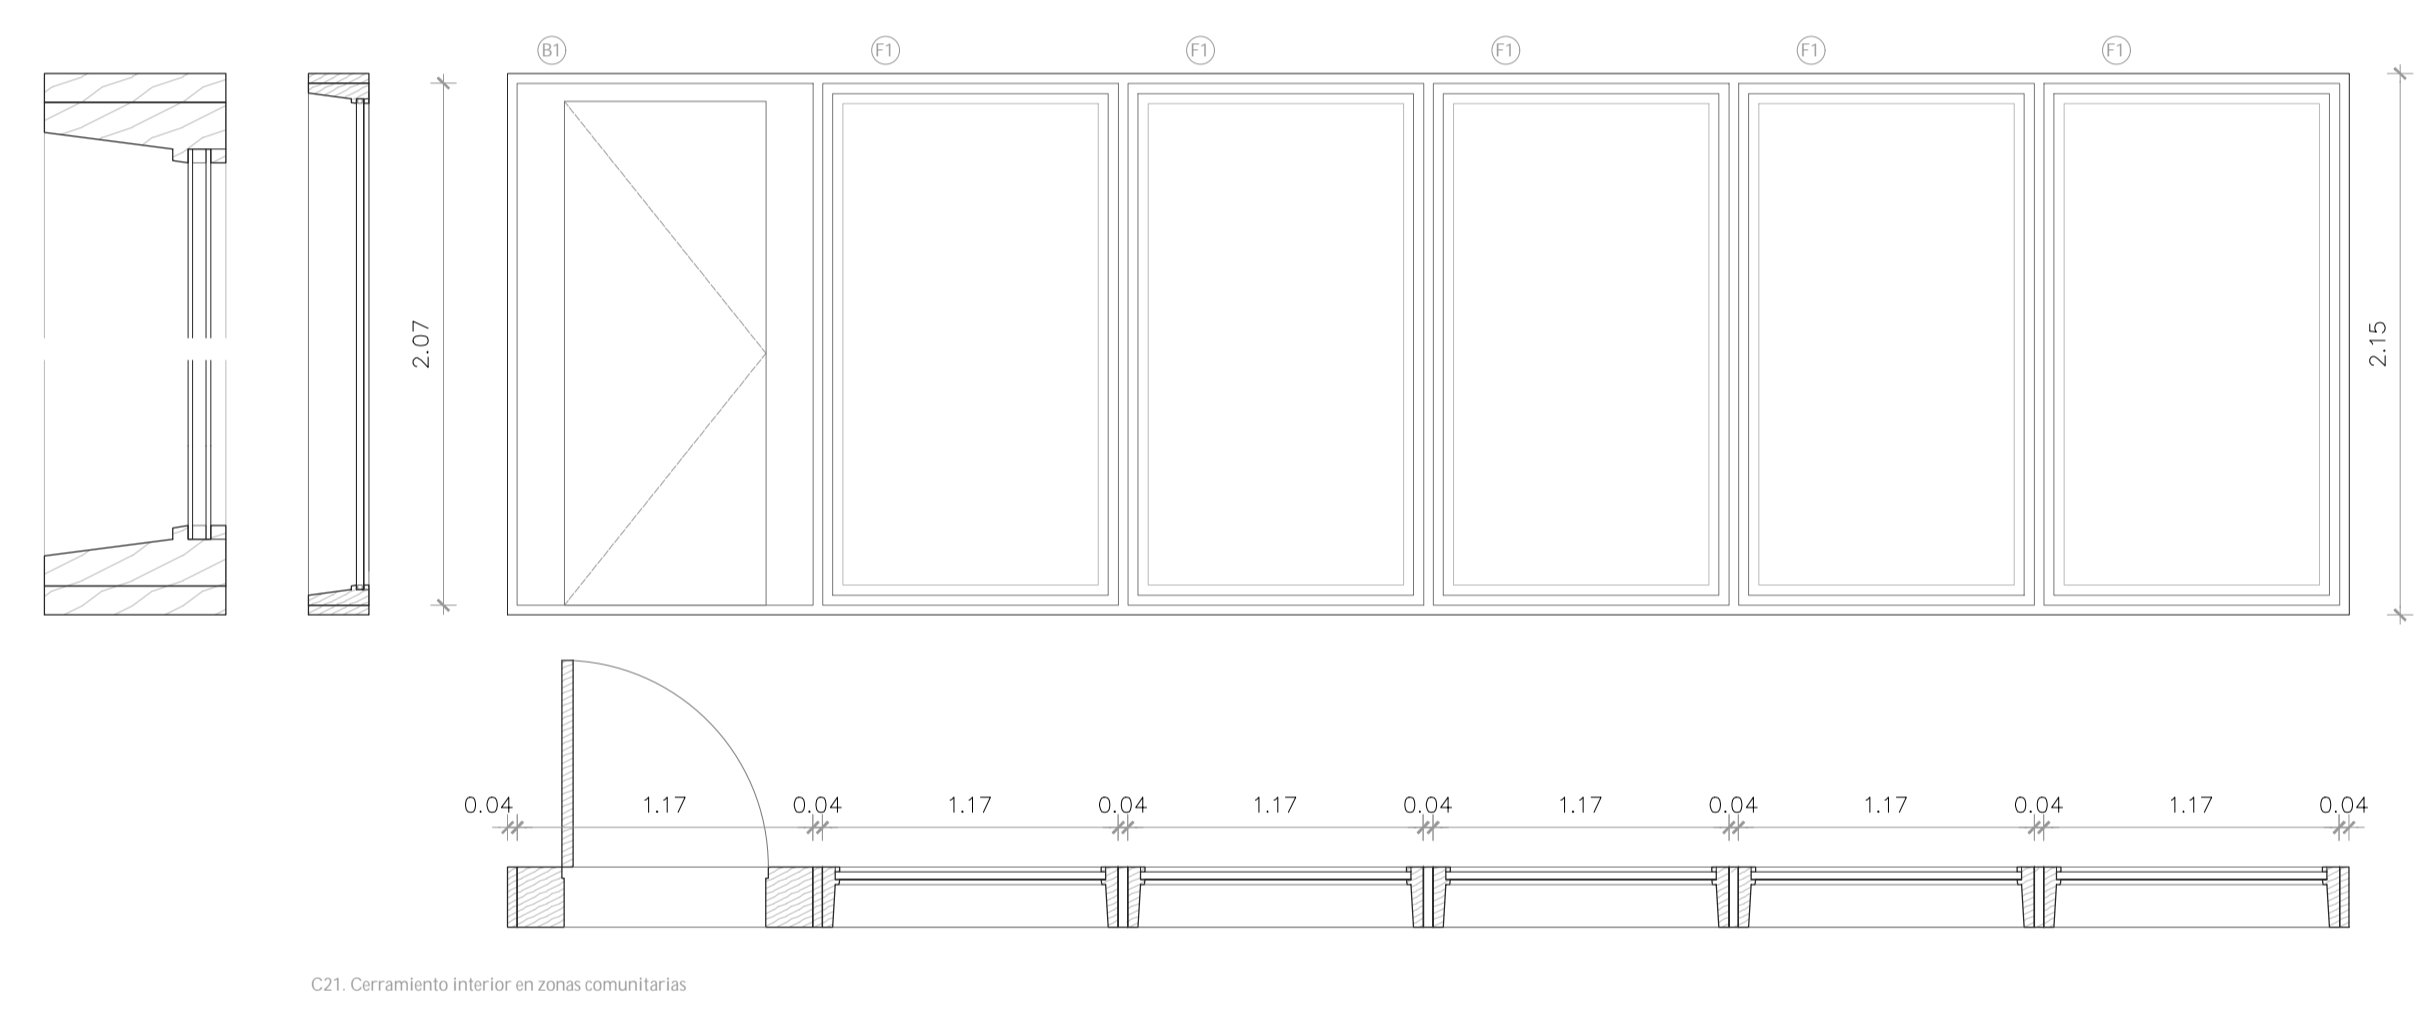 B1 F1 F1 F1 F1 F1
2.07
2.15
0.04 1.17 0.04 1.17 0.04 1.17 0.04 1.17 0.04 1.17 0.04 1.17 0.04
C21. Cerramiento interior en zonas comunitarias